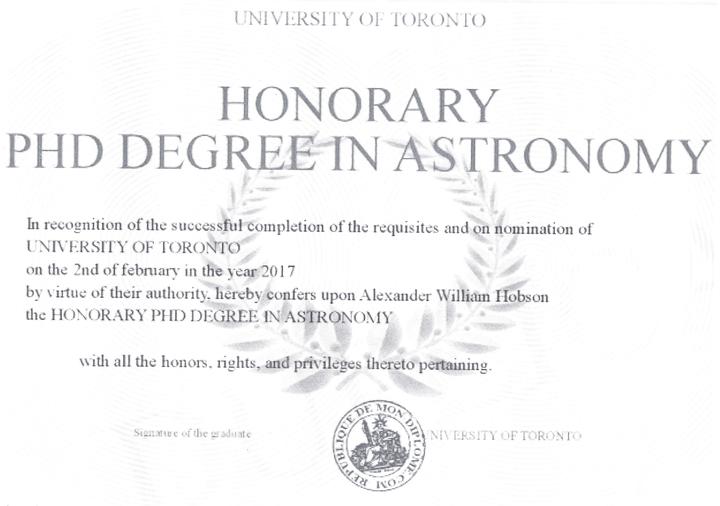 UNIVERSITY OF TORONTO
HONORARY
PHD DEGREE IN ASTRONOMY
In recognition of the successful completion of the requisites and on nomination of
UNIVERSITY OF TORONTO
on the 2nd of february in the year 2017
by virtue of their authority, hereby confers upon Alexander William Hobson
the HONORARY PHD DEGREE IN ASTRONOMY
with all the honors, rights, and privileges thereto pertaining.
Signature of the graduate
REPUBLIQUE DE MON DIPLOME.COM
NIVERSITY OF TORONTO